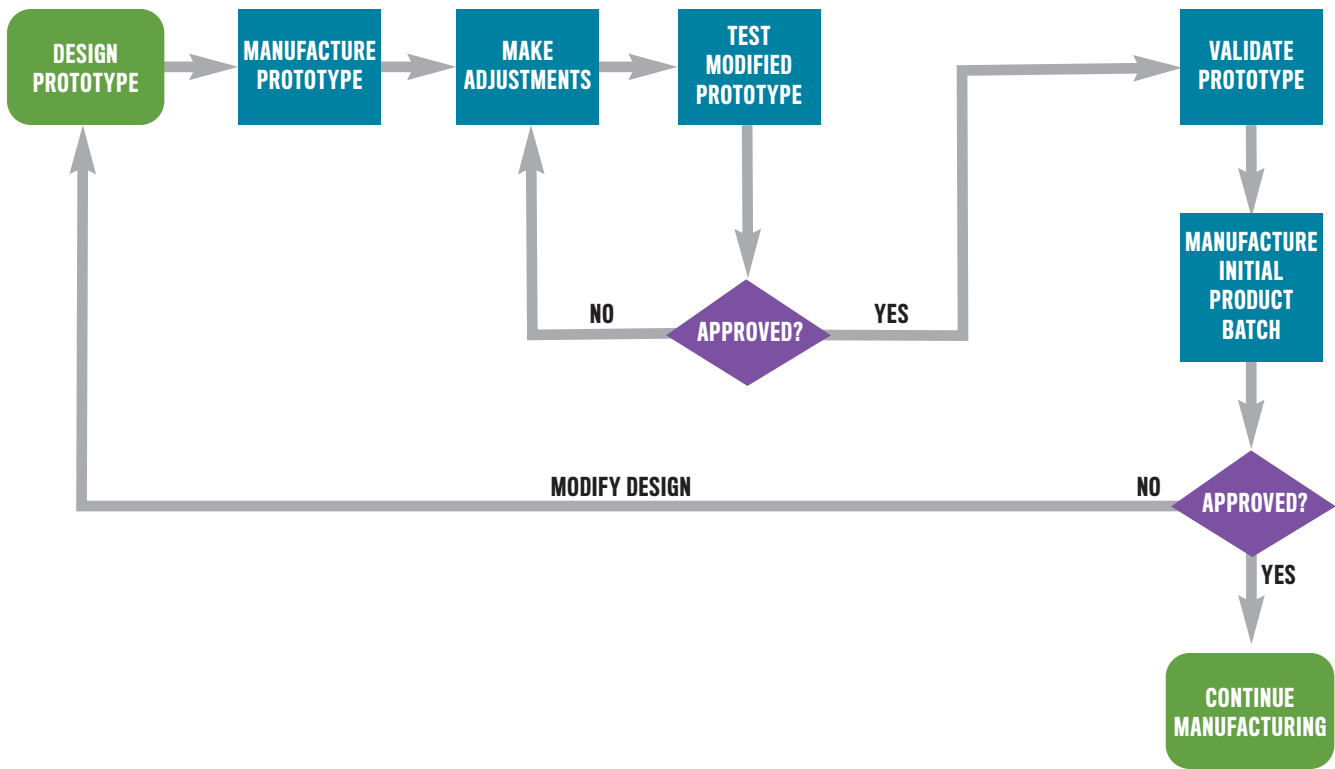 DESIGN
PROTOTYPE
MANUFACTURE
PROTOTYPE
MAKE
ADJUSTMENTS
TEST
MODIFIED
PROTOTYPE
VALIDATE
PROTOTYPE
MANUFACTURE
INITIAL
PRODUCT
BATCH
NO
APPROVED?
YES
MODIFY DESIGN
NO
APPROVED?
YES
CONTINUE
MANUFACTURING